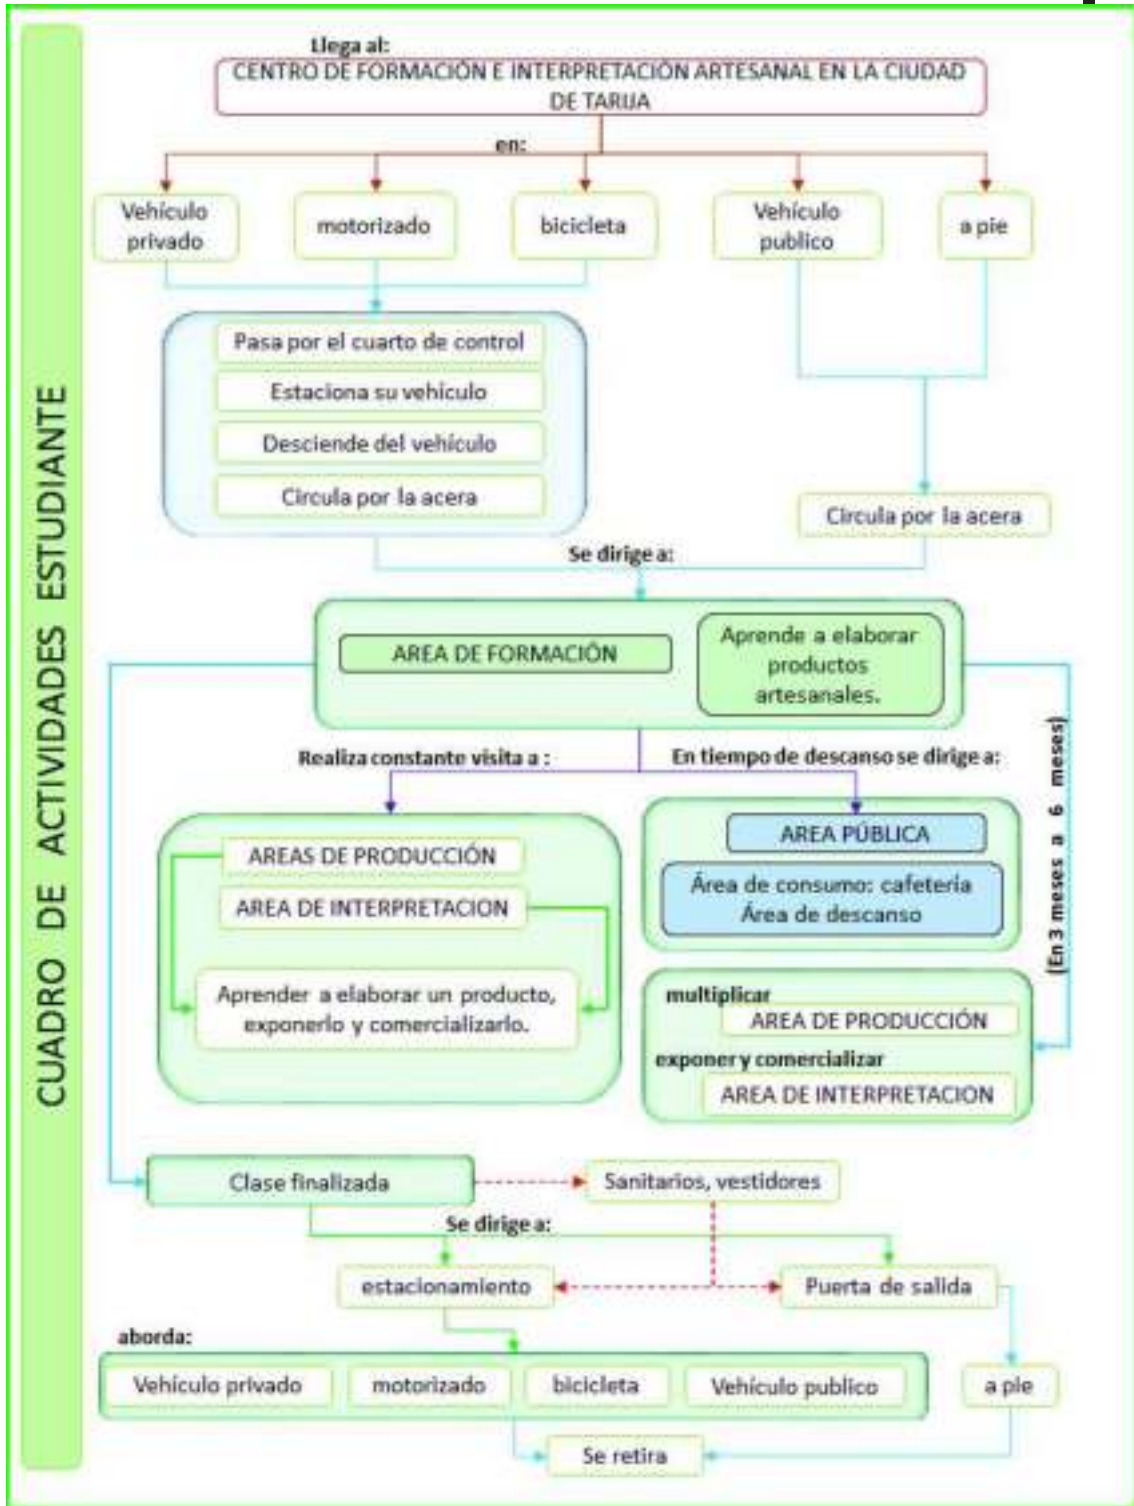 CUADRO DE ACTIVIDADES ESTUDIANTE
Llega al:
CENTRO DE FORMACIÓN E INTERPRETACIÓN ARTESANAL EN LA CIUDAD
DE TARIJA
en:
Vehículo
privado
motorizado
bicicleta
Vehículo
publico
a pie
Pasa por el cuarto de control
Estaciona su vehículo
Desciende del vehículo
Circula por la acera
Circula por la acera
Se dirige a:
AREA DE FORMACIÓN
Aprende a elaborar
productos
artesanales.
Realiza constante visita a :
En tiempo de descanso se dirige a:
(En 3 meses a 6 meses)
AREAS DE PRODUCCIÓN
AREA DE INTERPRETACION
Aprender a elaborar un producto,
exponerlo y comercializarlo.
AREA PÚBLICA
Área de consumo: cafetería
Área de descanso
multiplicar
AREA DE PRODUCCIÓN
exponer y comercializar
AREA DE INTERPRETACION
Clase finalizada
Sanitarios, vestidores
Se dirige a:
estacionamiento
Puerta de salida
aborda:
Vehículo privado
motorizado
bicicleta
Vehículo publico
a pie
Se retira